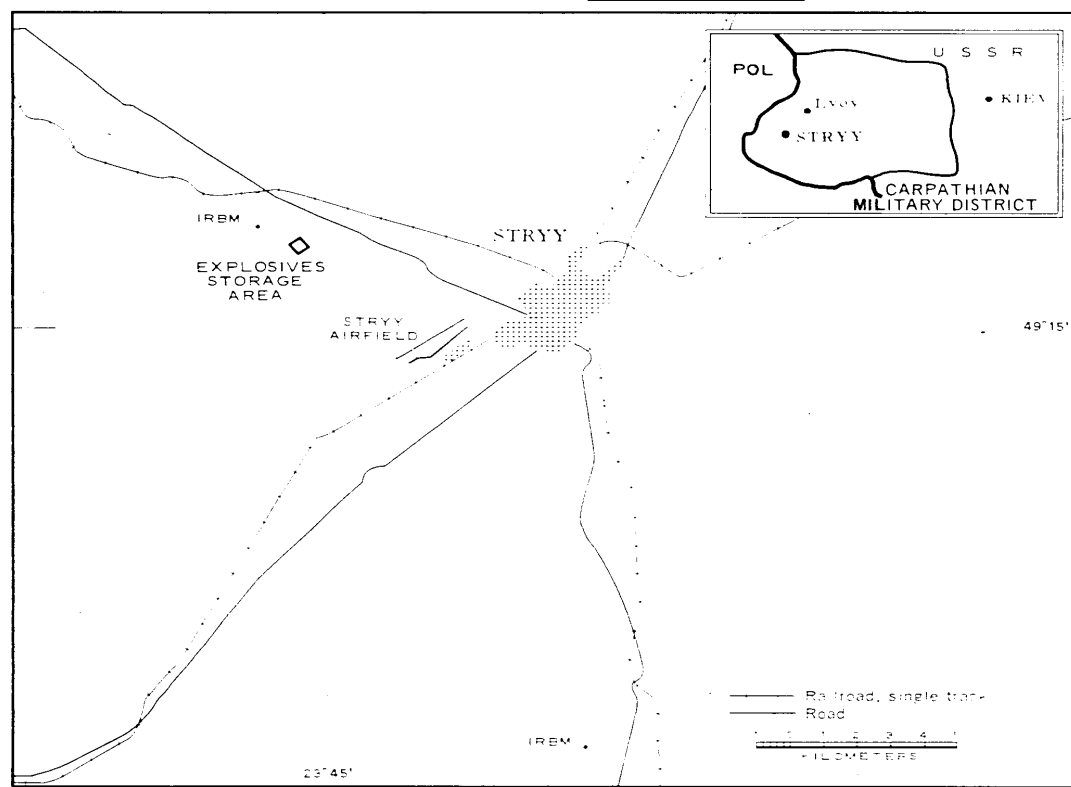 U S S R
POL
KIEV
Lvov
STRYY
CARPATHIAN
MILITARY DISTRICT
IRBM
STRYY
EXPLOSIVES
STORAGE
AREA
STRYY
AIRFIELD
49°15'
Railroad, single track
Road
KILOMETERS
IRBM
23°45'